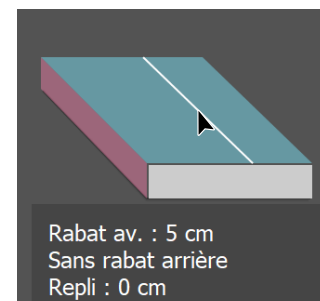 Rabat av. : 5 cm
Sans rabat arrière
Repli : 0 cm